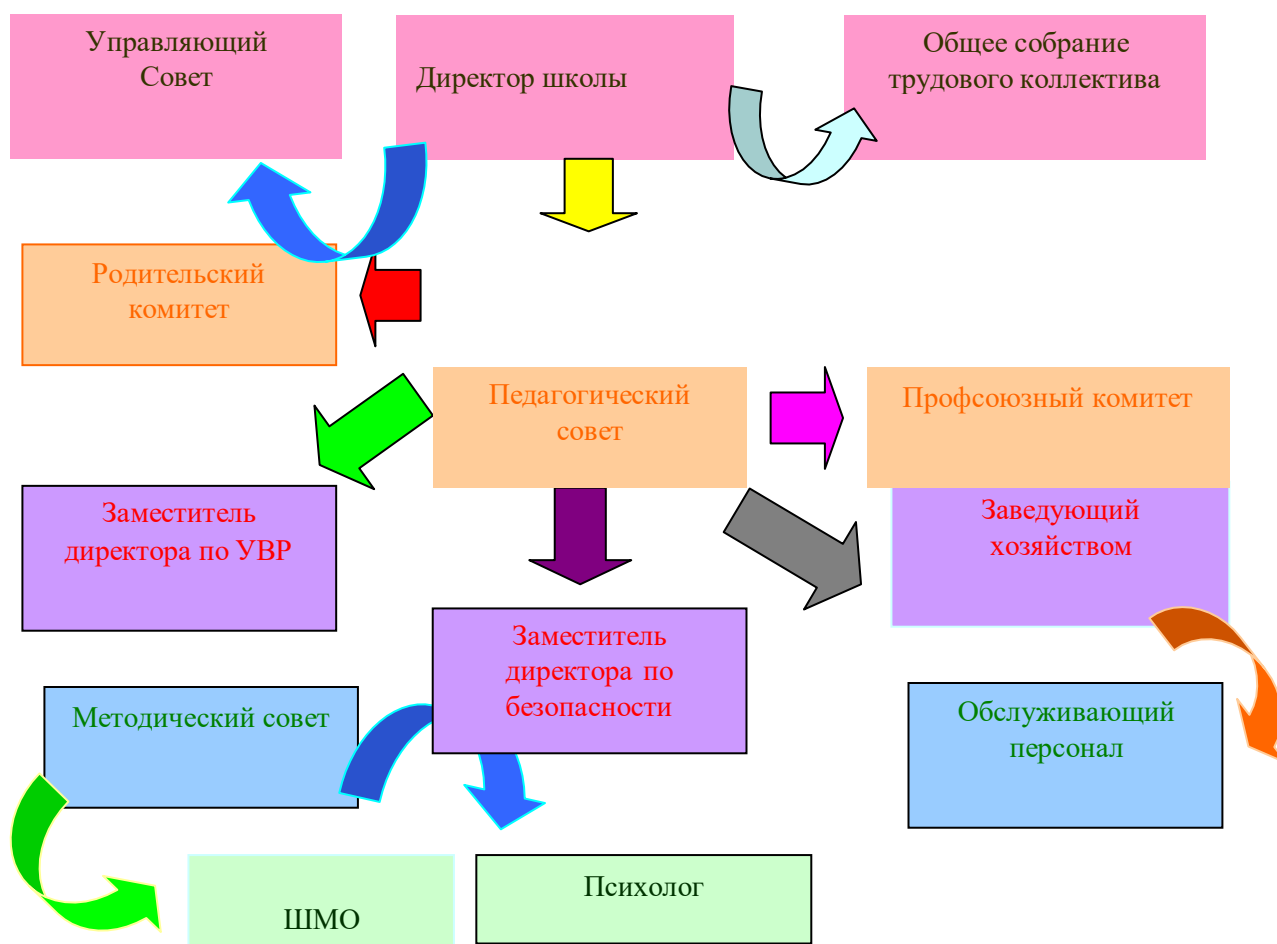 Управляющий
Совет
Директор школы
Общее собрание
трудового коллектива
Родительский
комитет
Педагогический
совет
Профсоюзный комитет
Заместитель
директора по УВР
Заведующий
хозяйством
Заместитель
директора по
безопасности
Методический совет
Обслуживающий
персонал
ШМО
Психолог